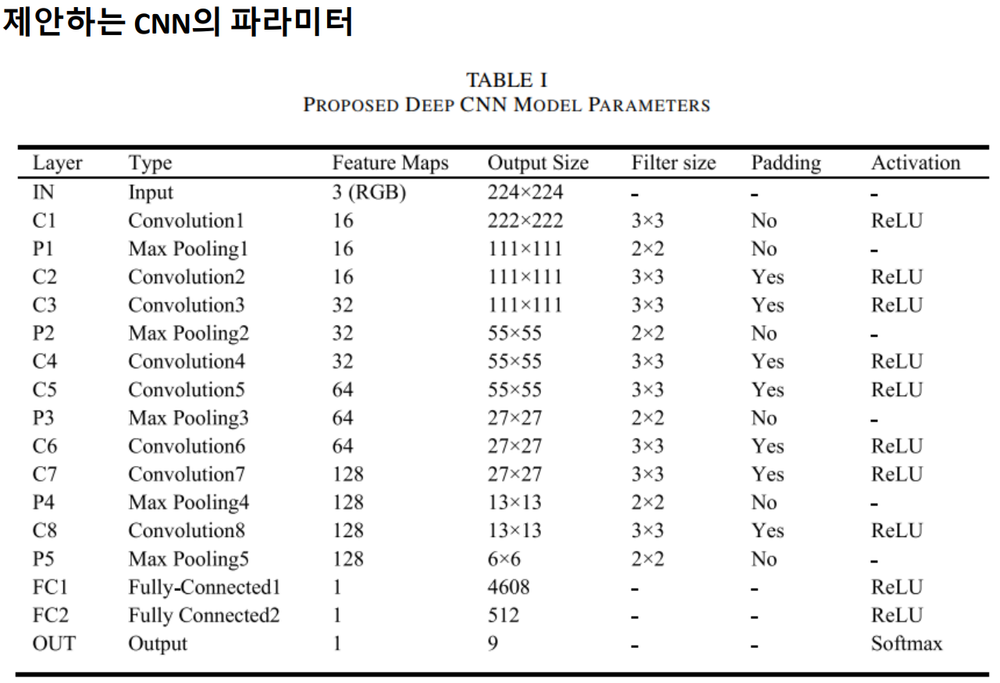 제안하는 CNN의 파라미터
TABLE I
PROPOSED DEEP CNN MODEL PARAMETERS
Layer Type Feature Maps Output Size Filter size Padding Activation
IN Input 3 (RGB) 224×224 - - -
C1 Convolution1 16 222×222 3×3 No ReLU
P1 Max Pooling1 16 111×111 2×2 No -
C2 Convolution2 16 111×111 3×3 Yes ReLU
C3 Convolution3 32 111×111 3×3 Yes ReLU
P2 Max Pooling2 32 55×55 2×2 No -
C4 Convolution4 32 55×55 3×3 Yes ReLU
C5 Convolution5 64 55×55 3×3 Yes ReLU
P3 Max Pooling3 64 27×27 2×2 No -
C6 Convolution6 64 27×27 3×3 Yes ReLU
C7 Convolution7 128 27×27 3×3 Yes ReLU
P4 Max Pooling4 128 13×13 2×2 No -
C8 Convolution8 128 13×13 3×3 Yes ReLU
P5 Max Pooling5 128 6×6 2×2 No -
FC1 Fully-Connected1 1 4608 - - ReLU
FC2 Fully Connected2 1 512 - - ReLU
OUT Output 1 9 - - Softmax